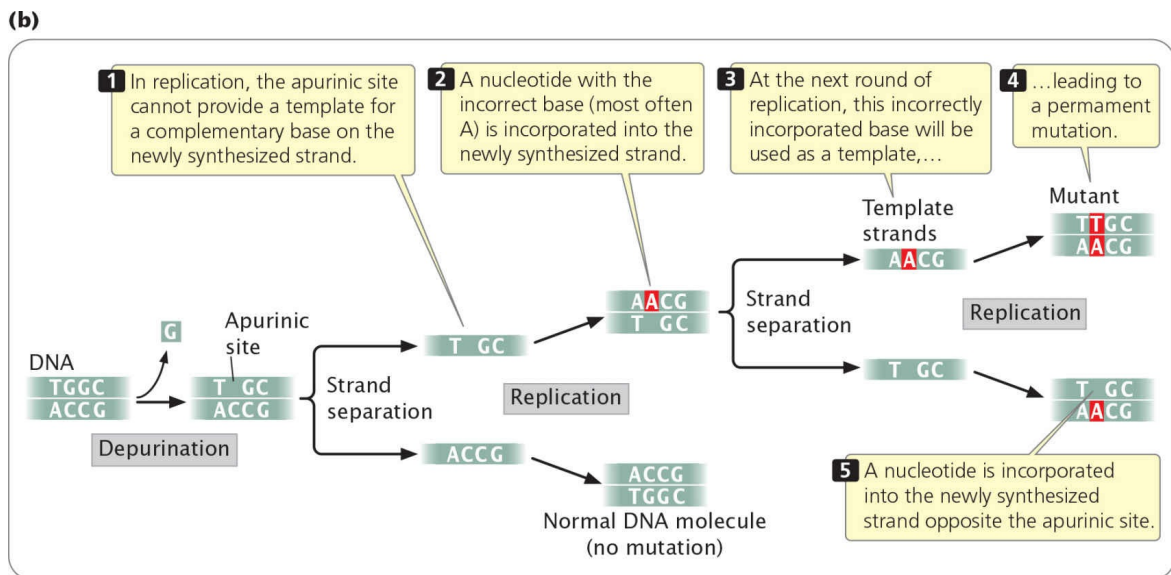 (b)
1 In replication, the apurinic site
cannot provide a template for
a complementary base on the
newly synthesized strand.
2 A nucleotide with the
incorrect base (most often
A) is incorporated into the
newly synthesized strand.
3 At the next round of
replication, this incorrectly
incorporated base will be
used as a template,…
4 …leading to
a permament
mutation.
DNA
TGGC
ACCG
G
Depurination
Apurinic
site
T GC
ACCG
Strand
separation
T GC
ACCG
Replication
AACG
T GC
ACCG
TGGC
Normal DNA molecule
(no mutation)
Strand
separation
Template
strands
AACG
T GC
Replication
Mutant
TTGC
AACG
T GC
AACG
5 A nucleotide is incorporated
into the newly synthesized
strand opposite the apurinic site.